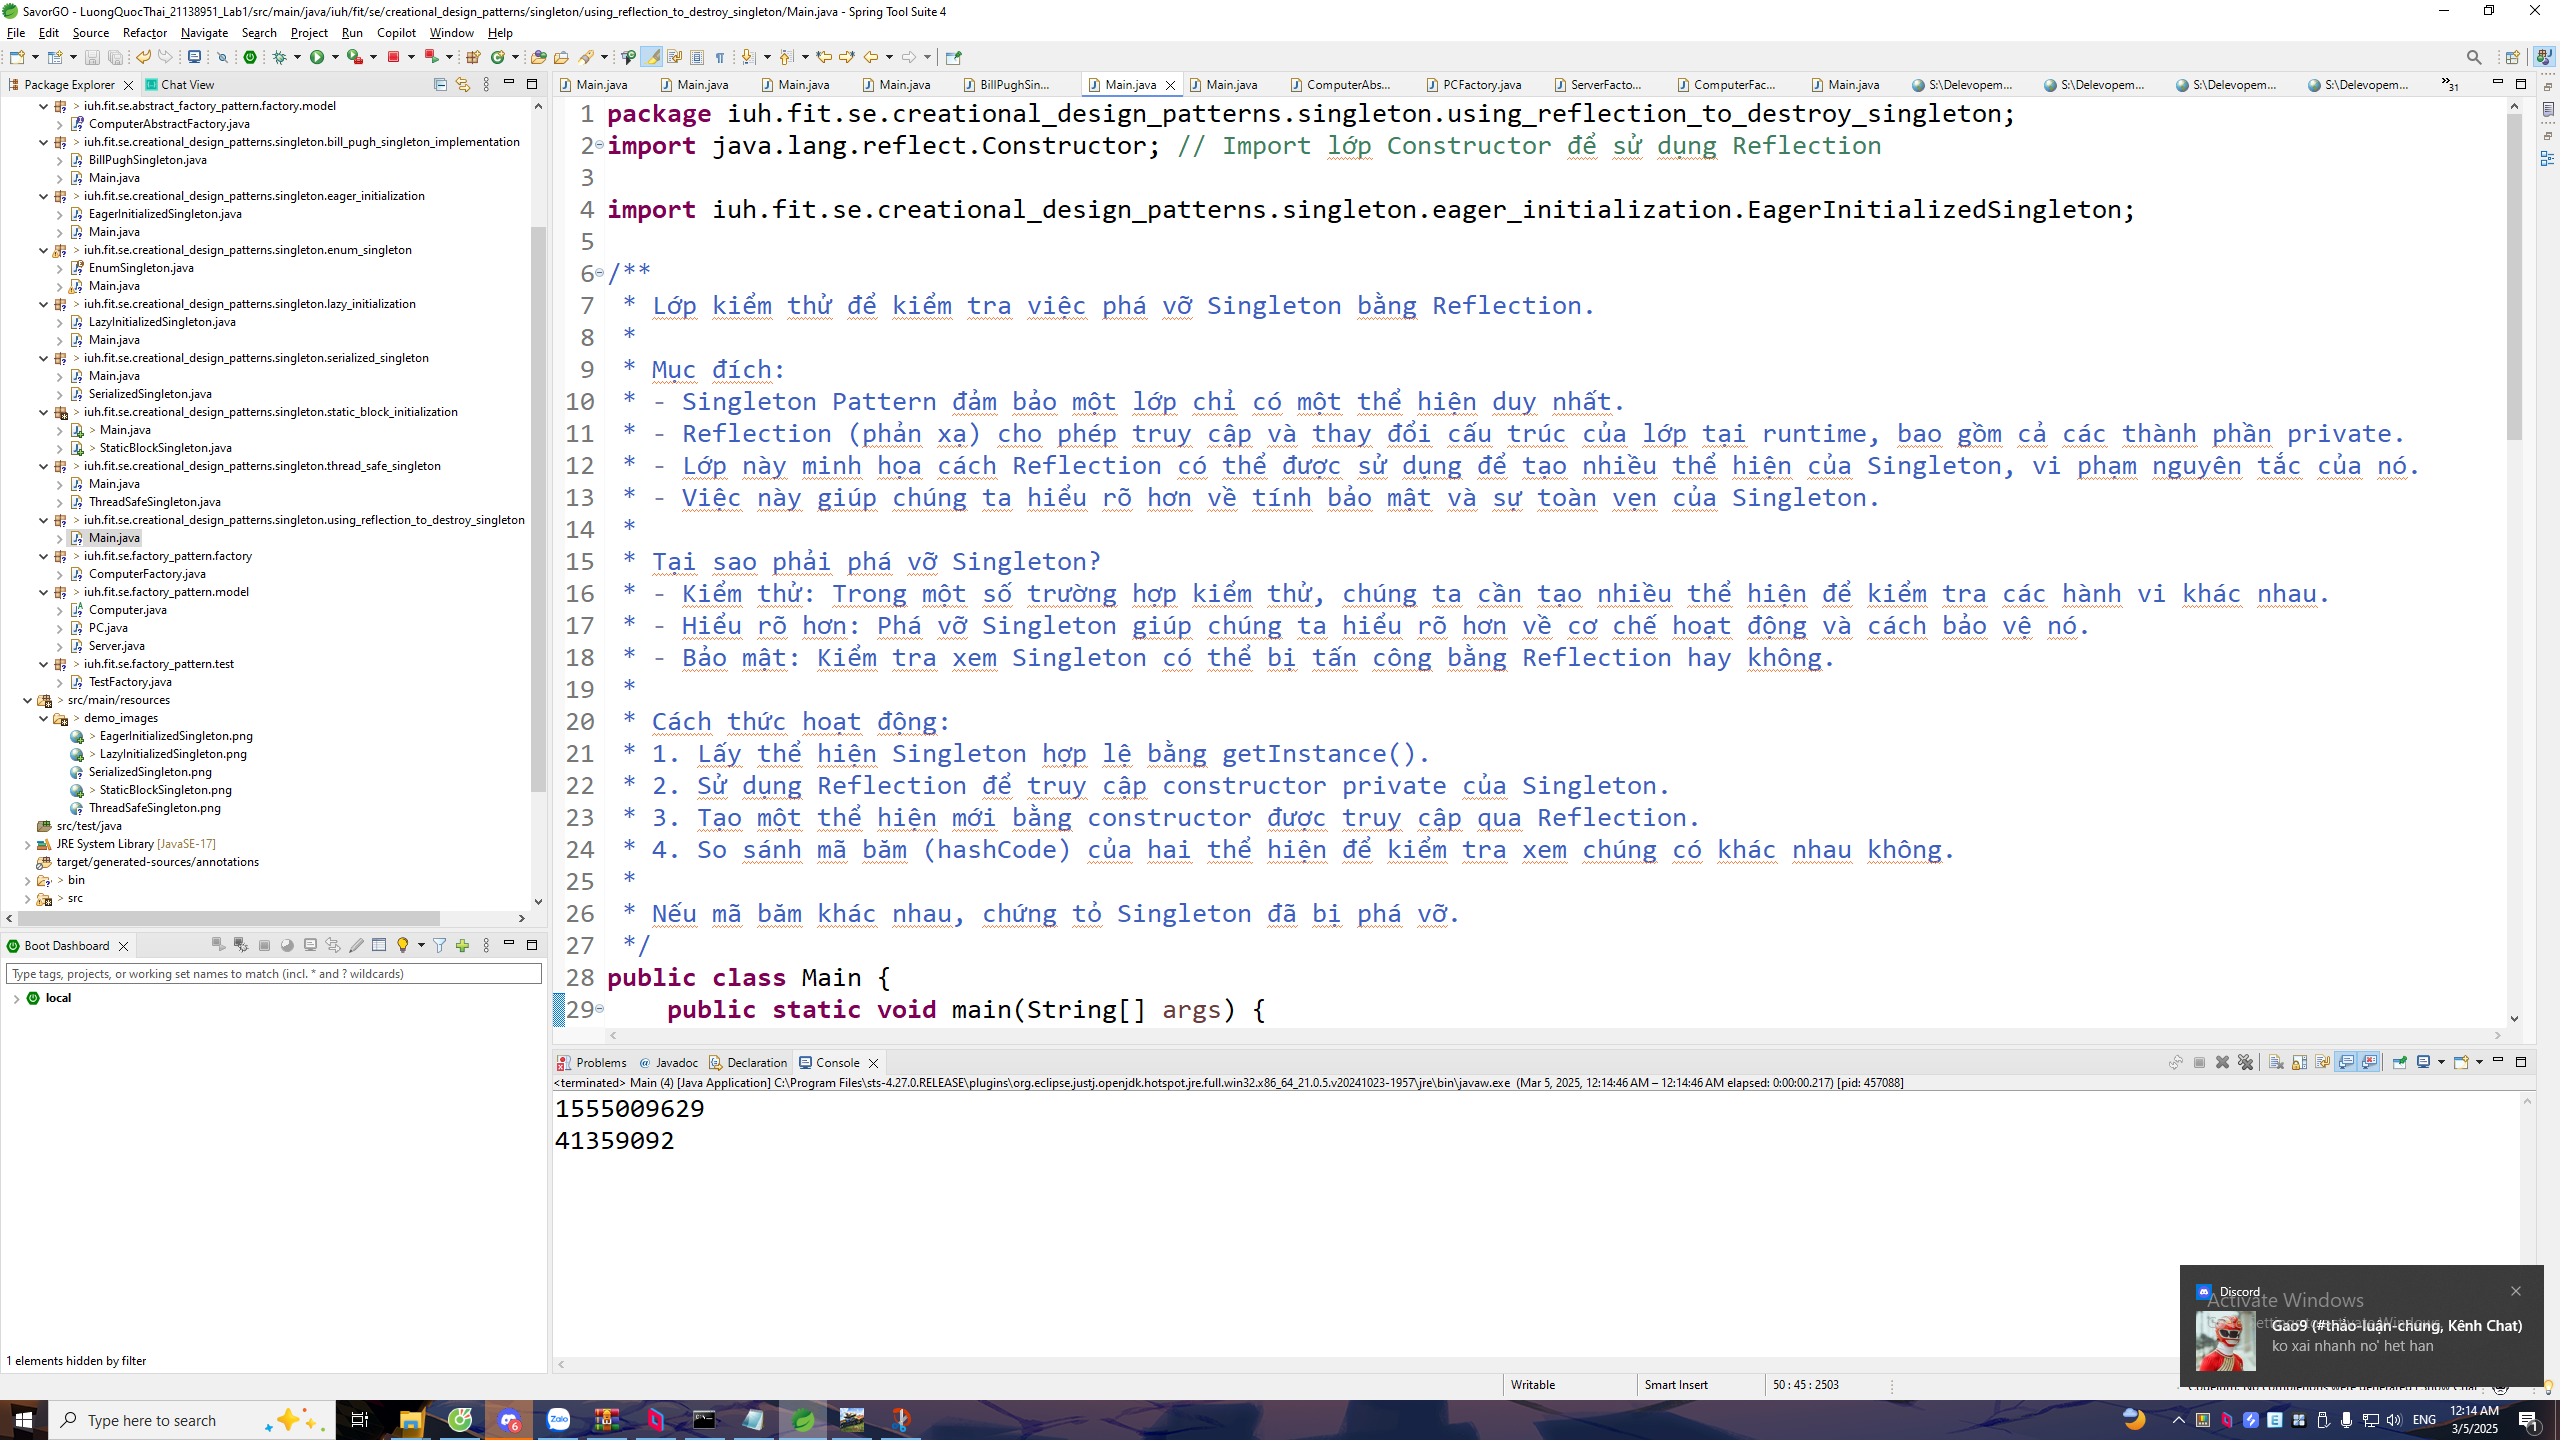 SavorGO - LuongQuocThai_21138951_Lab1/src/main/java/iuh/fit/se/creational_design_patterns/singleton/using_reflection_to_destroy_singleton/Main.java - Spring Tool Suite 4
File Edit Source Refactor Navigate Search Project Run Copilot Window Help
Package Explorer
Chat View
iuh.fit.se.abstract_factory_pattern.factory.model
ComputerAbstractFactory.java
iuh.fit.se.creational_design_patterns.singleton.bill_pugh_singleton_implementation
BillPughSingleton.java
Main.java
iuh.fit.se.creational_design_patterns.singleton.eager_initialization
EagerInitializedSingleton.java
Main.java
iuh.fit.se.creational_design_patterns.singleton.enum_singleton
EnumSingleton.java
Main.java
iuh.fit.se.creational_design_patterns.singleton.lazy_initialization
LazyInitializedSingleton.java
Main.java
iuh.fit.se.creational_design_patterns.singleton.serialized_singleton
Main.java
SerializedSingleton.java
iuh.fit.se.creational_design_patterns.singleton.static_block_initialization
Main.java
StaticBlockSingleton.java
iuh.fit.se.creational_design_patterns.singleton.thread_safe_singleton
Main.java
ThreadSafeSingleton.java
iuh.fit.se.creational_design_patterns.singleton.using_reflection_to_destroy_singleton
Main.java
iuh.fit.se.factory_pattern.factory
ComputerFactory.java
iuh.fit.se.factory_pattern.model
Computer.java
PC.java
Server.java
iuh.fit.se.factory_pattern.test
TestFactory.java
src/main/resources
demo_images
EagerInitializedSingleton.png
LazyInitializedSingleton.png
SerializedSingleton.png
StaticBlockSingleton.png
ThreadSafeSingleton.png
src/test/java
JRE System Library [JavaSE-17]
target/generated-sources/annotations
bin
src
Boot Dashboard
Type tags, projects, or working set names to match (incl. * and ? wildcards)
local
1 elements hidden by filter
Main.java Main.java Main.java Main.java BillPughSin... Main.java Main.java ComputerAbs... PCFactory.java ServerFacto... ComputerFac... Main.java S:\Delevopem... S:\Delevopem... S:\Delevopem... S:\Delevopem... 31
1 package iuh.fit.se.creational_design_patterns.singleton.using_reflection_to_destroy_singleton;
2 import java.lang.reflect.Constructor; // Import lớp Constructor để sử dụng Reflection
3
4 import iuh.fit.se.creational_design_patterns.singleton.eager_initialization.EagerInitializedSingleton;
5
6 /**
7 * Lớp kiểm thử để kiểm tra việc phá vỡ Singleton bằng Reflection.
8 *
9 * Mục đích:
10 * - Singleton Pattern đảm bảo một lớp chỉ có một thể hiện duy nhất.
11 * - Reflection (phản xạ) cho phép truy cập và thay đổi cấu trúc của lớp tại runtime, bao gồm cả các thành phần private.
12 * - Lớp này minh họa cách Reflection có thể được sử dụng để tạo nhiều thể hiện của Singleton, vi phạm nguyên tắc của nó.
13 * - Việc này giúp chúng ta hiểu rõ hơn về tính bảo mật và sự toàn vẹn của Singleton.
14 *
15 * Tại sao phải phá vỡ Singleton?
16 * - Kiểm thử: Trong một số trường hợp kiểm thử, chúng ta cần tạo nhiều thể hiện để kiểm tra các hành vi khác nhau.
17 * - Hiểu rõ hơn: Phá vỡ Singleton giúp chúng ta hiểu rõ hơn về cơ chế hoạt động và cách bảo vệ nó.
18 * - Bảo mật: Kiểm tra xem Singleton có thể bị tấn công bằng Reflection hay không.
19 *
20 * Cách thức hoạt động:
21 * 1. Lấy thể hiện Singleton hợp lệ bằng getInstance().
22 * 2. Sử dụng Reflection để truy cập constructor private của Singleton.
23 * 3. Tạo một thể hiện mới bằng constructor được truy cập qua Reflection.
24 * 4. So sánh mã băm (hashCode) của hai thể hiện để kiểm tra xem chúng có khác nhau không.
25 *
26 * Nếu mã băm khác nhau, chứng tỏ Singleton đã bị phá vỡ.
27 */
28 public class Main {
29 public static void main(String[] args) {
Problems Javadoc Declaration Console
<terminated> Main (4) [Java Application] C:\Program Files\sts-4.27.0.RELEASE\plugins\org.eclipse.justj.openjdk.hotspot.jre.full.win32.x86_64_21.0.5.v20241023-1957\jre\bin\javaw.exe (Mar 5, 2025, 12:14:46 AM – 12:14:46 AM elapsed: 0:00:00.217) [pid: 457088]
1555009629
41359092
Discord
Activate Windows
Gao9 (#thảo-luận-chung, Kênh Chat)
ko xai nhanh no' het han
Writable Smart Insert 50 : 45 : 2503
Type here to search
Zalo
6
ENG
12:14 AM
3/5/2025
1